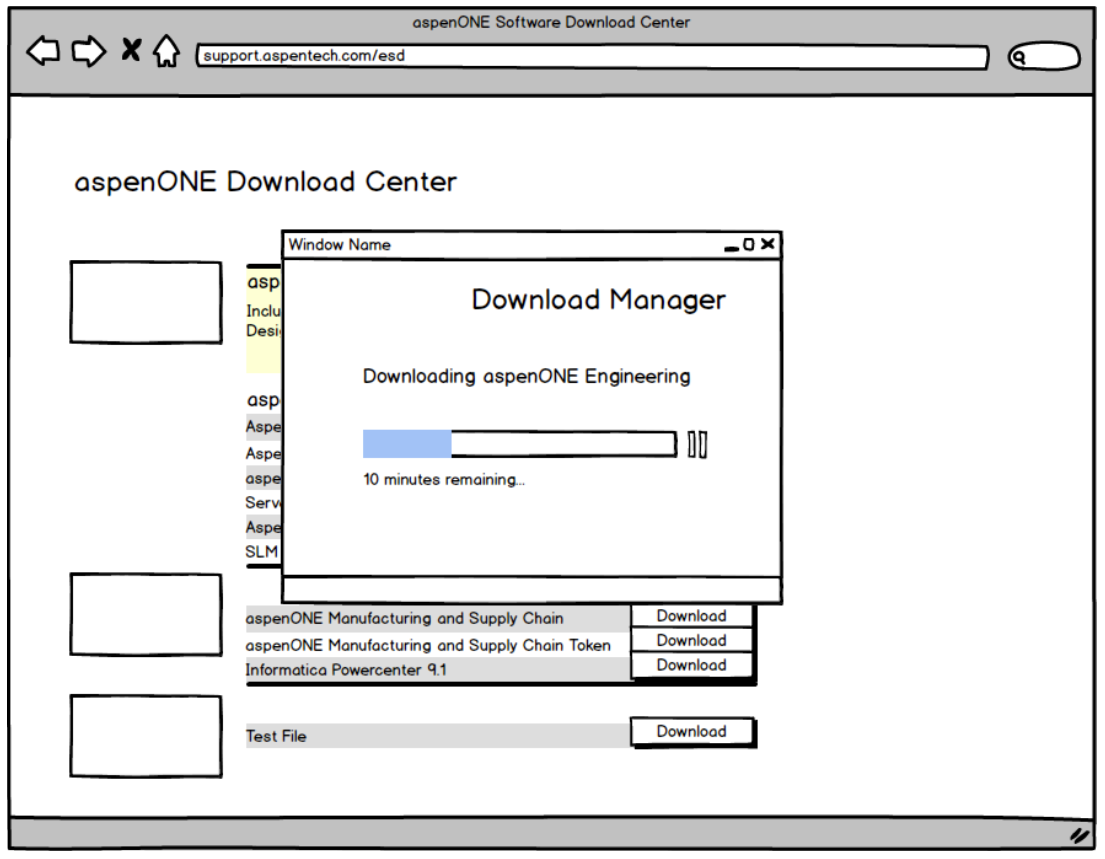 aspenONE Software Download Center
support.aspentech.com/esd
aspenONE Download Center
Window Name
Download Manager
Downloading aspenONE Engineering
10 minutes remaining...
asp
Inclu
Desi
asp
Aspe
Aspe
aspe
Serv
Aspe
SLM
aspenONE Manufacturing and Supply Chain Download
aspenONE Manufacturing and Supply Chain Token Download
Informatica Powercenter 9.1 Download
Test File Download